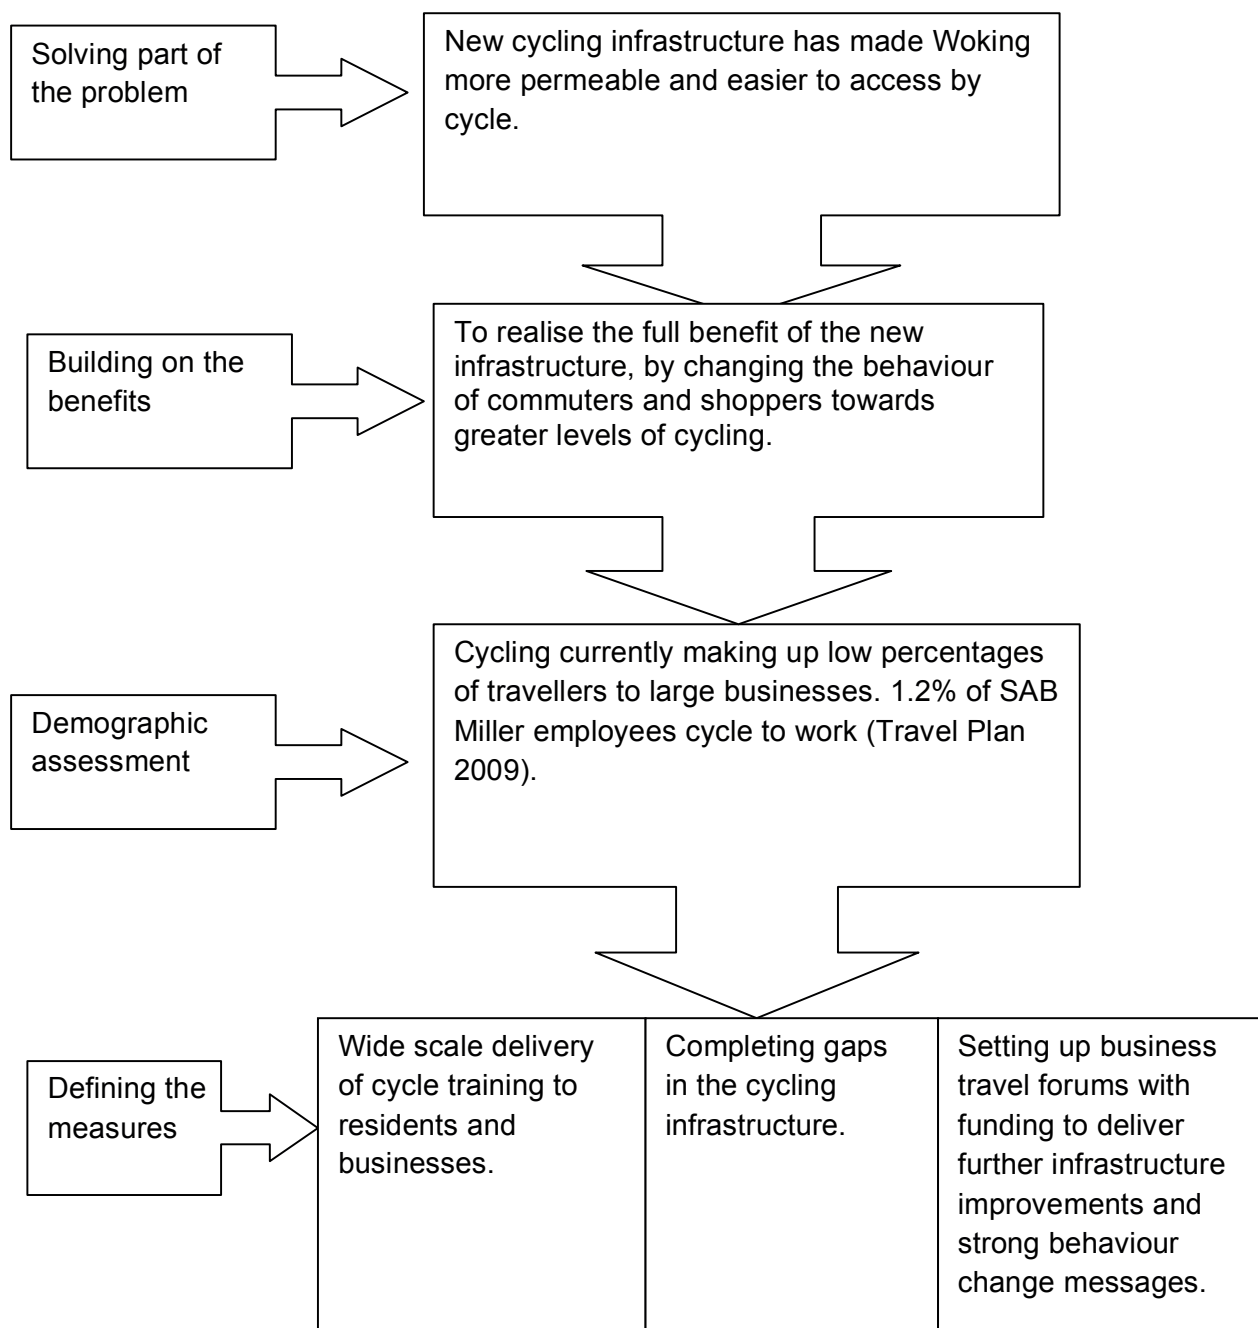 Solving part of
the problem
New cycling infrastructure has made Woking
more permeable and easier to access by
cycle.
Building on the
benefits
To realise the full benefit of the new
infrastructure, by changing the behaviour
of commuters and shoppers towards
greater levels of cycling.
Demographic
assessment
Cycling currently making up low percentages
of travellers to large businesses. 1.2% of SAB
Miller employees cycle to work (Travel Plan
2009).
Defining the
measures
Wide scale delivery
of cycle training to
residents and
businesses.
Completing gaps
in the cycling
infrastructure.
Setting up business
travel forums with
funding to deliver
further infrastructure
improvements and
strong behaviour
change messages.